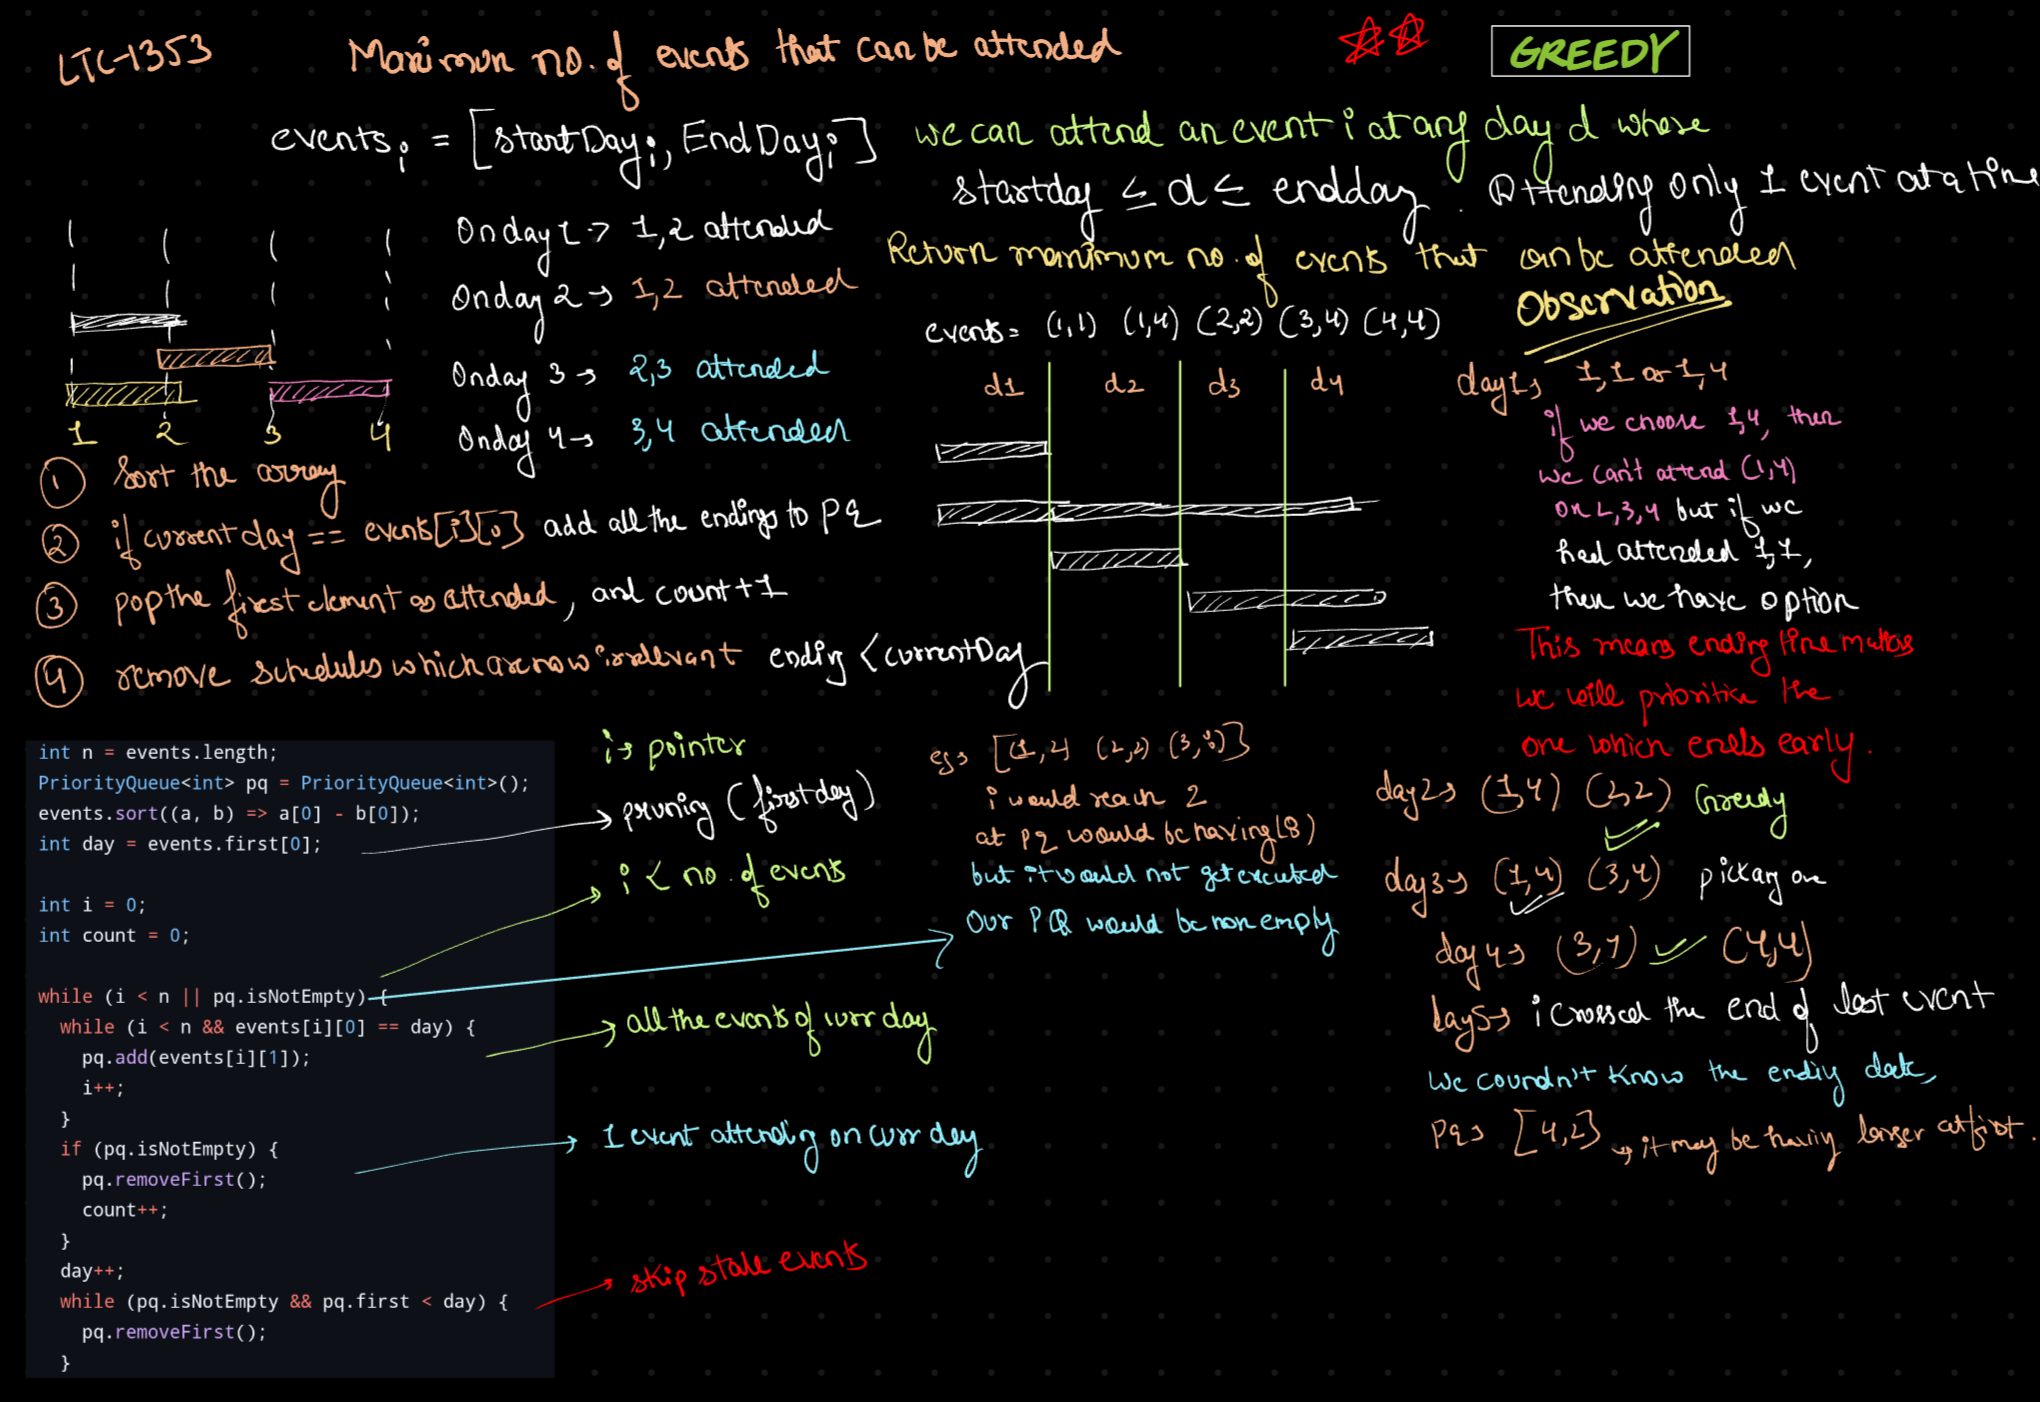 LTC-1353
Maximum no. of events that can be attended
GREEDY
events i = [startDay i, EndDay i]
we can attend an event i at any day d where
startday ≤ d ≤ endday. Attending only 1 event at a time
Return maximum no. of events that can be attended
On day 1 → 1,2 attended
On day 2 → 1,2 attended
On day 3 → 2,3 attended
On day 4 → 3,4 attended
1 2 3 4
① Sort the array
② if current day == events[i][0] add all the endings to pq
③ pop the first element as attended, and count+1
④ remove schedules which are now irrelevant ending < currentDay
events = (1,1) (1,4) (2,2) (3,4) (4,4)
d1 d2 d3 d4
Observation
day1→ 1,1 or 1,4
if we choose 1,4, then
we can't attend (1,4)
on 2,3,4 but if we
had attended 1,1,
then we have option
This means ending time matters
we will prioritize the
one which ends early.
day2→ (1,4) (2,2) Greedy
day3→ (1,4) (3,4) pick any one
day4→ (3,4) (4,4)
day5→ i crossed the end of last event
we couldn't know the ending date,
pq→ [4,2] → it may be having larger at first.
int n = events.length;
PriorityQueue<int> pq = PriorityQueue<int>();
events.sort((a, b) => a[0] - b[0]);
int day = events.first[0];
int i = 0;
int count = 0;
while (i < n || pq.isNotEmpty) {
while (i < n && events[i][0] == day) {
pq.add(events[i][1]);
i++;
}
if (pq.isNotEmpty) {
pq.removeFirst();
count++;
}
day++;
while (pq.isNotEmpty && pq.first < day) {
pq.removeFirst();
}
i→ pointer
pruning (first day)
i < no. of events
all the events of curr day
1 event attending on curr day
skip stale events
eg→ [(1,2) (2,2) (3,8)]
i would reach 2
at pq would be having (8)
but it would not get executed
Our PQ would be non empty